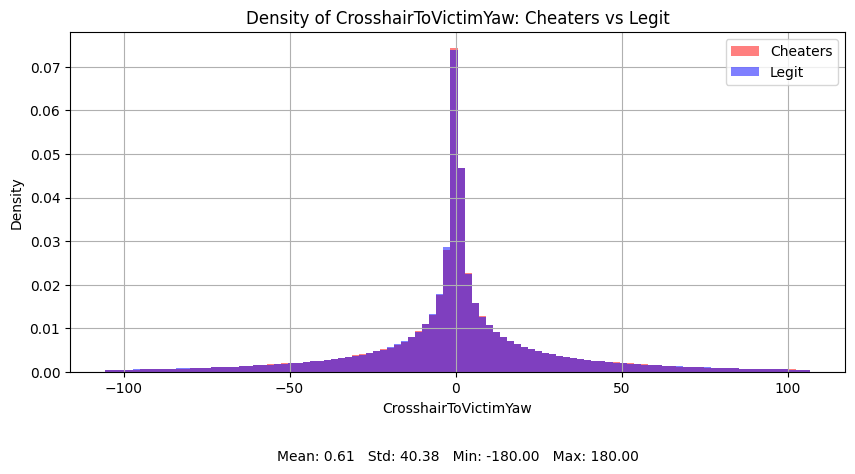 Density of CrosshairToVictimYaw: Cheaters vs Legit
Cheaters
Legit
0.07
0.06
0.05
0.04
0.03
0.02
0.01
0.00
Density
−100
−50
0
50
100
CrosshairToVictimYaw
Mean: 0.61   Std: 40.38   Min: -180.00   Max: 180.00